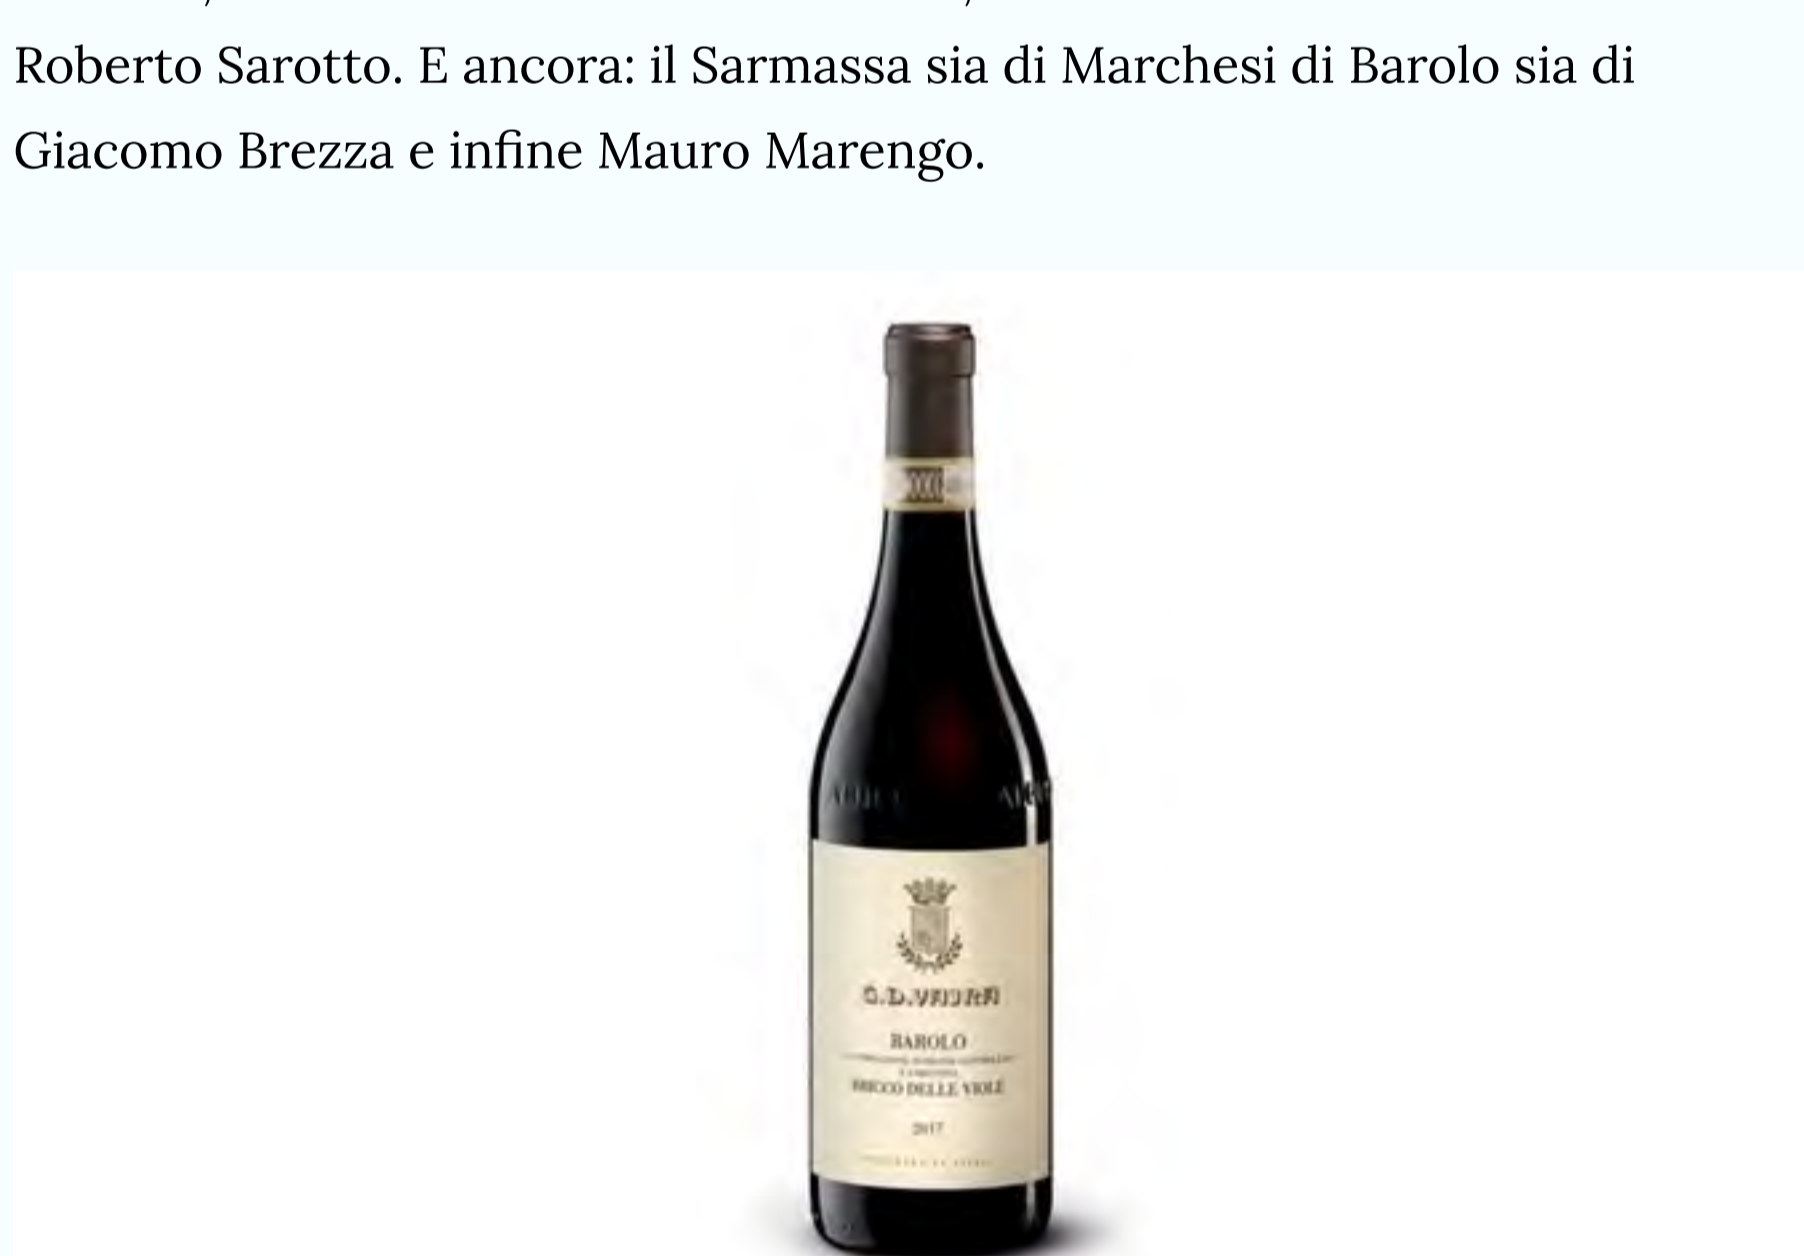 Roberto Sarotto. E ancora: il Sarmassa sia di Marchesi di Barolo sia di
Giacomo Brezza e infine Mauro Marengo.
G.D.VAJRA
BAROLO
BRICCO DELLE VIOLE
2017